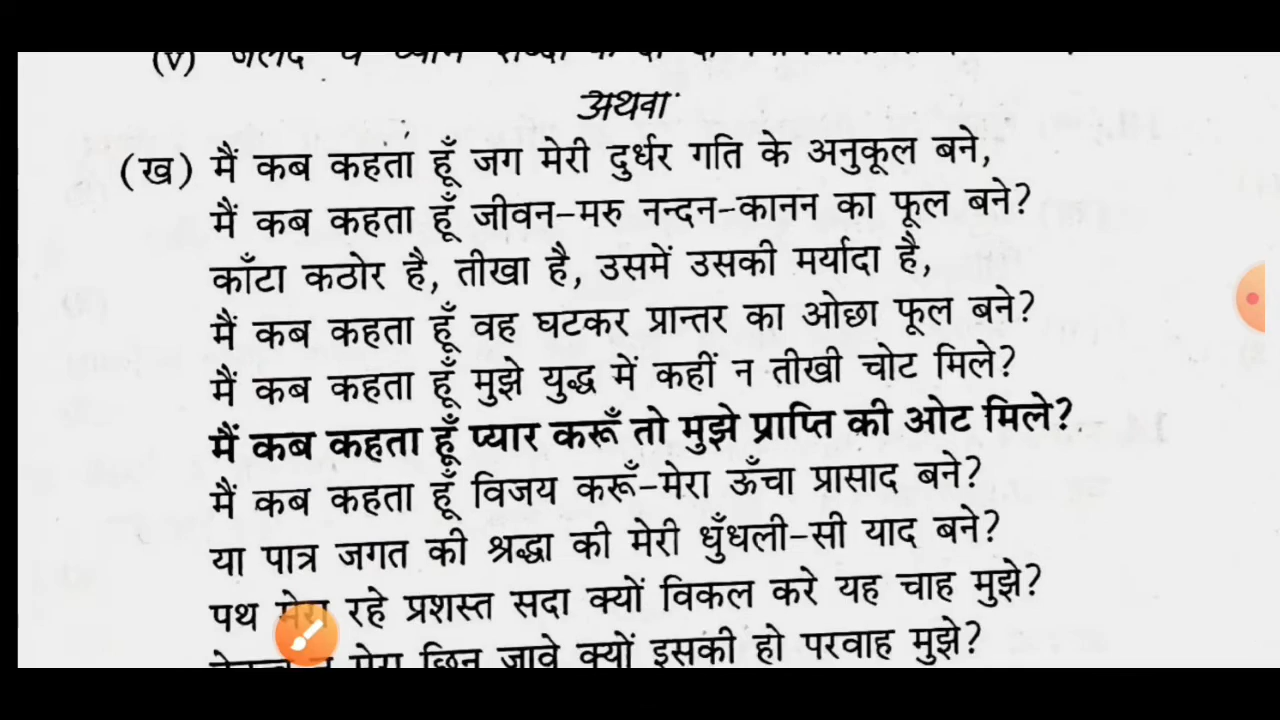 (v) जलद
अथवा
(ख) मैं कब कहता हूँ जग मेरी दुर्धर गति के अनुकूल बने,
मैं कब कहता हूँ जीवन-मरु नन्दन-कानन का फूल बने?
काँटा कठोर है, तीखा है, उसमें उसकी मर्यादा है,
मैं कब कहता हूँ वह घटकर प्रान्तर का ओछा फूल बने?
मैं कब कहता हूँ मुझे युद्ध में कहीं न तीखी चोट मिले?
मैं कब कहता हूँ प्यार करूँ तो मुझे प्राप्ति की ओट मिले?
मैं कब कहता हूँ विजय करूँ-मेरा ऊँचा प्रासाद बने?
या पात्र जगत की श्रद्धा की मेरी धुँधली-सी याद बने?
पथ मेरा रहे प्रशस्त सदा क्यों विकल करे यह चाह मुझे?
मेरा छिन जावे क्यों इसकी हो परवाह मुझे?